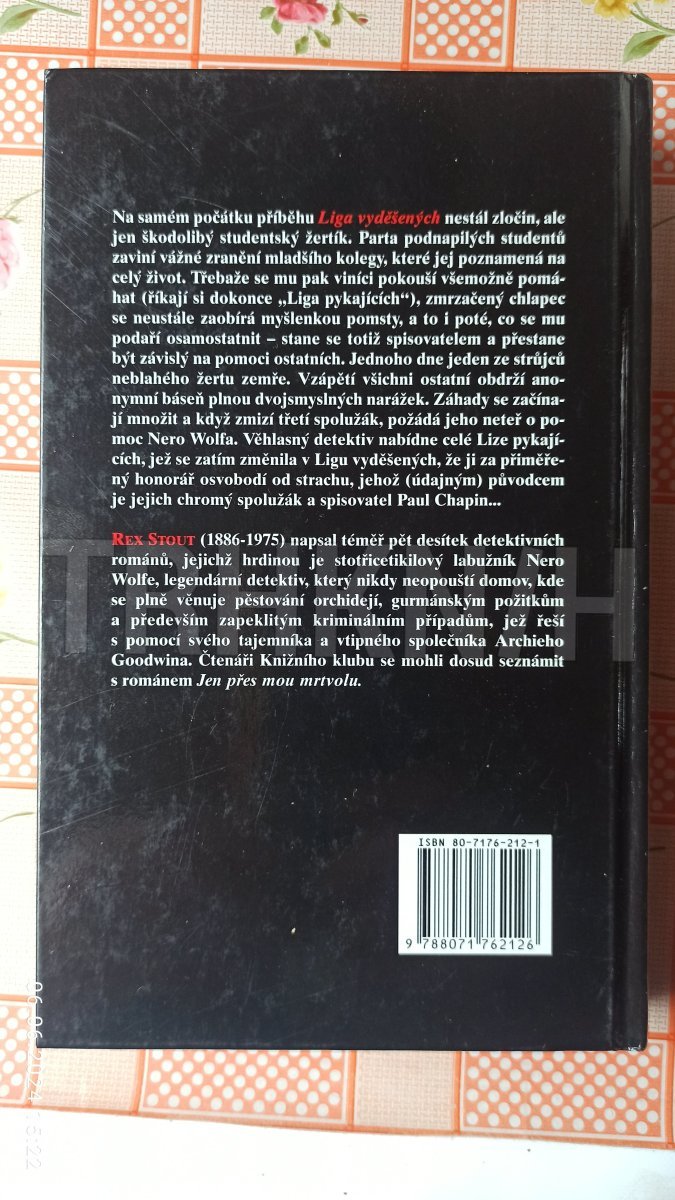 Na samém počátku příběhu Liga vyděšených nestál zločin, ale
jen škodolibý studentský žertík. Parta podnapilých studentů
zaviní vážné zranění mladšího kolegy, které jej poznamená na
celý život. Třebaže se mu pak viníci pokouší všemožně pomá-
hat (říkají si dokonce „Liga pykajících“), zmrzačený chlapec
se neustále zaobírá myšlenkou pomsty, a to i poté, co se mu
podaří osamostatnit – stane se totiž spisovatelem a přestane
být závislý na pomoci ostatních. Jednoho dne jeden ze strůjců
neblahého žertu zemře. Vzápětí všichni ostatní obdrží ano-
nymní báseň plnou dvojsmyslných narážek. Záhady se začína-
jí množit a když zmizí třetí spolužák, požádá jeho neteř o po-
moc Nero Wolfa. Věhlasný detektiv nabídne celé Lize pykají-
cích, jež se zatím změnila v Ligu vyděšených, že ji za přiměře-
ný honorář osvobodí od strachu, jehož (údajným) původcem
je jejich chromý spolužák a spisovatel Paul Chapin...
REX STOUT (1886-1975) napsal téměř pět desítek detektivních
románů, jejichž hrdinou je stotřicetikilový labužník Nero
Wolfe, legendární detektiv, který nikdy neopouští domov, kde
se plně věnuje pěstování orchidejí, gurmánským požitkům
a především zapeklitým kriminálním případům, jež řeší
s pomocí svého tajemníka a vtipného společníka Archieho
Goodwina. Čtenáři Knižního klubu se mohli dosud seznámit
s románem Jen přes mou mrtvolu.
ISBN 80-7176-212-1
9 788071 762126
06.06.2024 15:22